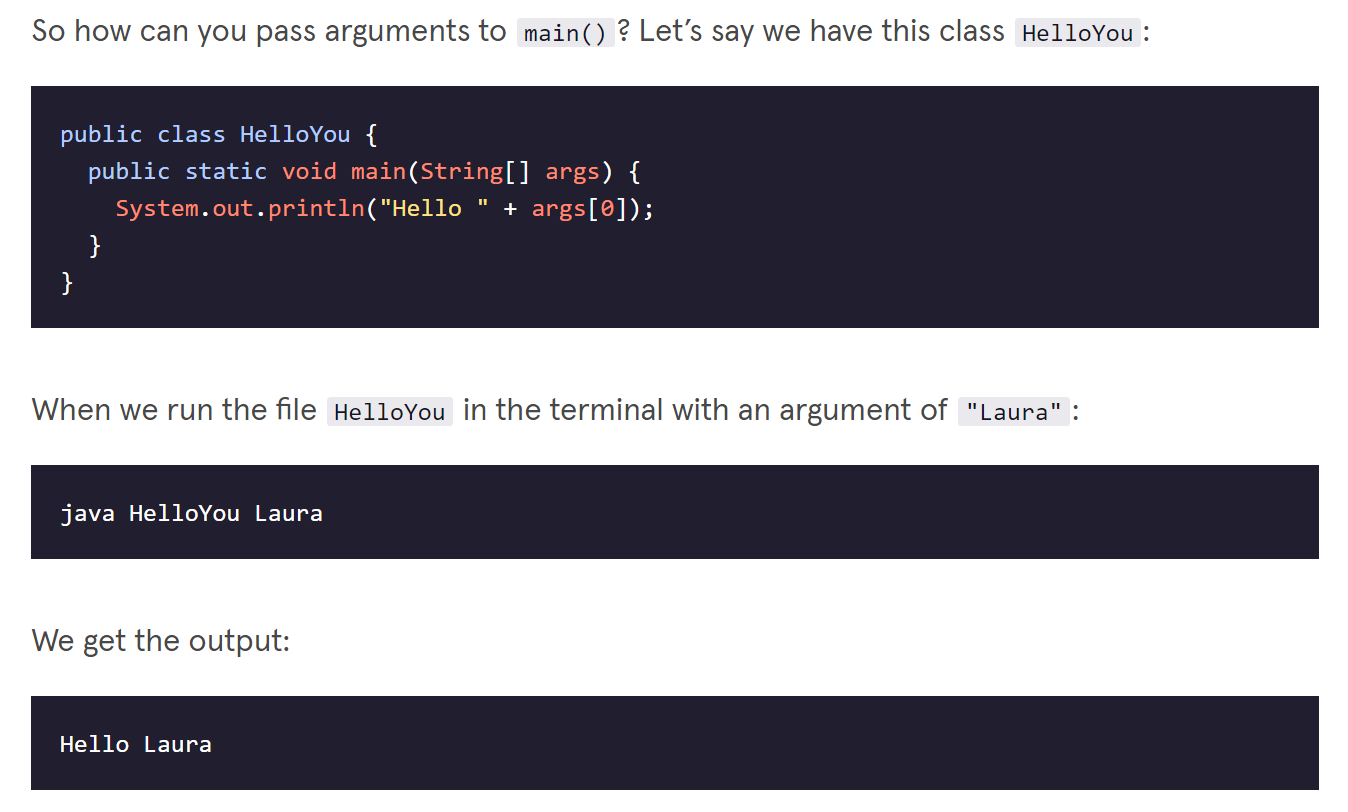 So how can you pass arguments to main()? Let’s say we have this class HelloYou:
public class HelloYou {
  public static void main(String[] args) {
    System.out.println("Hello " + args[0]);
  }
}
When we run the file HelloYou in the terminal with an argument of "Laura":
java HelloYou Laura
We get the output:
Hello Laura